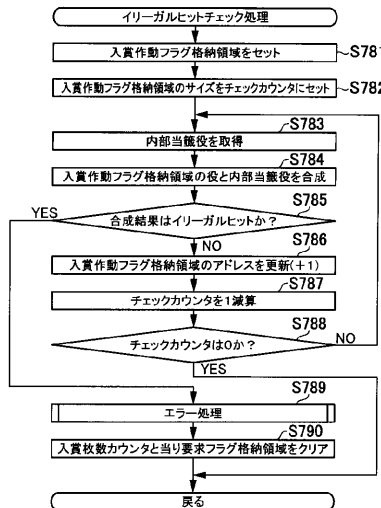 イリーガルヒットチェック処理
入賞作動フラグ格納領域をセット
S781
入賞作動フラグ格納領域のサイズをチェックカウンタにセット
S782
S783
内部当籤役を取得
S784
入賞作動フラグ格納領域の役と内部当籤役を合成
S785
YES
合成結果はイリーガルヒットか?
NO
S786
入賞作動フラグ格納領域のアドレスを更新(+1)
S787
チェックカウンタを1減算
S788
チェックカウンタは0か?
NO
YES
S789
エラー処理
S790
入賞枚数カウンタと当り要求フラグ格納領域をクリア
戻る